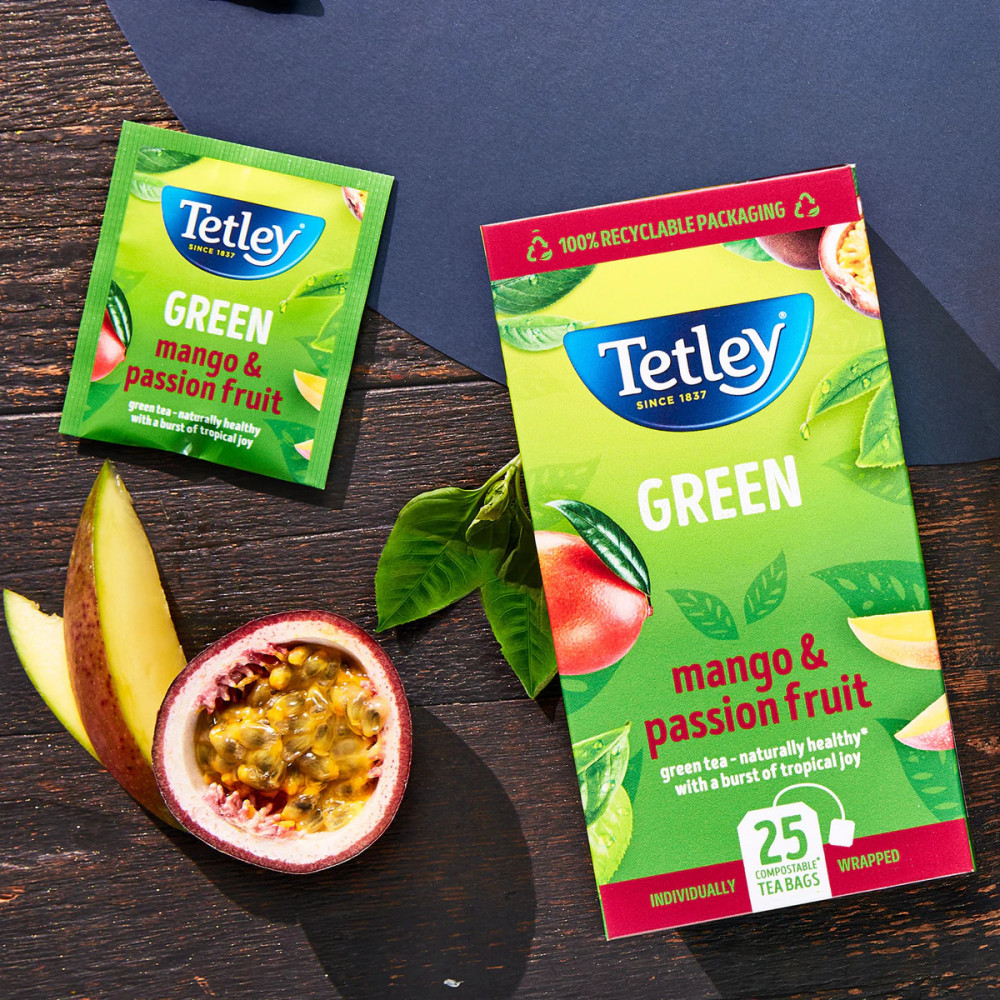 Tetley®
SINCE 1837
GREEN
mango &
passion fruit
green tea - naturally healthy
with a burst of tropical joy
100% RECYCLABLE PACKAGING
Tetley®
SINCE 1837
GREEN
mango &
passion fruit
green tea - naturally healthy*
with a burst of tropical joy
25
COMPOSTABLE*
TEA BAGS
INDIVIDUALLY WRAPPED